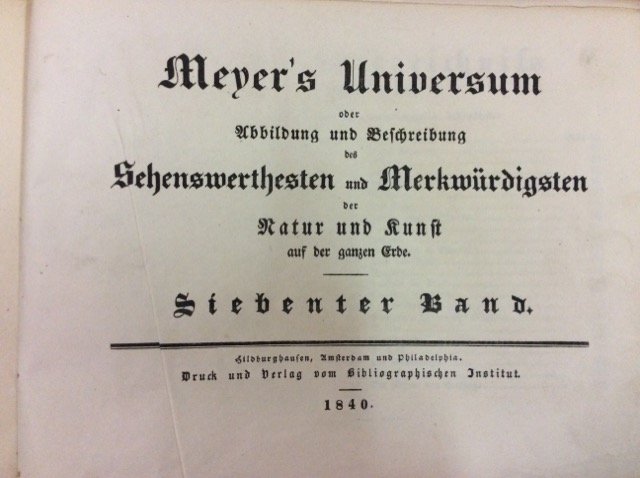 Meyer's Universum
oder
Abbildung und Beſchreibung
des
Sehenswertheſten und Merkwürdigſten
der
Natur und Kunſt
auf der ganzen Erde.
Siebenter Band.
Hildburghauſen, Amſterdam und Philadelphia.
Druck und Verlag vom Bibliographiſchen Inſtitut.
1840.